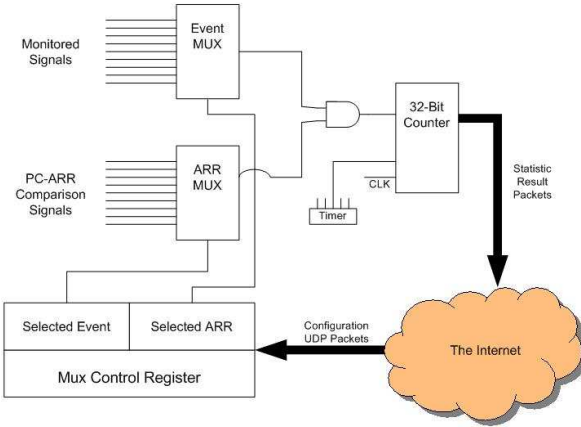 Monitored
Signals
Event
MUX
32-Bit
Counter
PC-ARR
Comparison
Signals
ARR
MUX
CLK
Timer
Statistic
Result
Packets
Selected Event
Selected ARR
Configuration
UDP Packets
The Internet
Mux Control Register